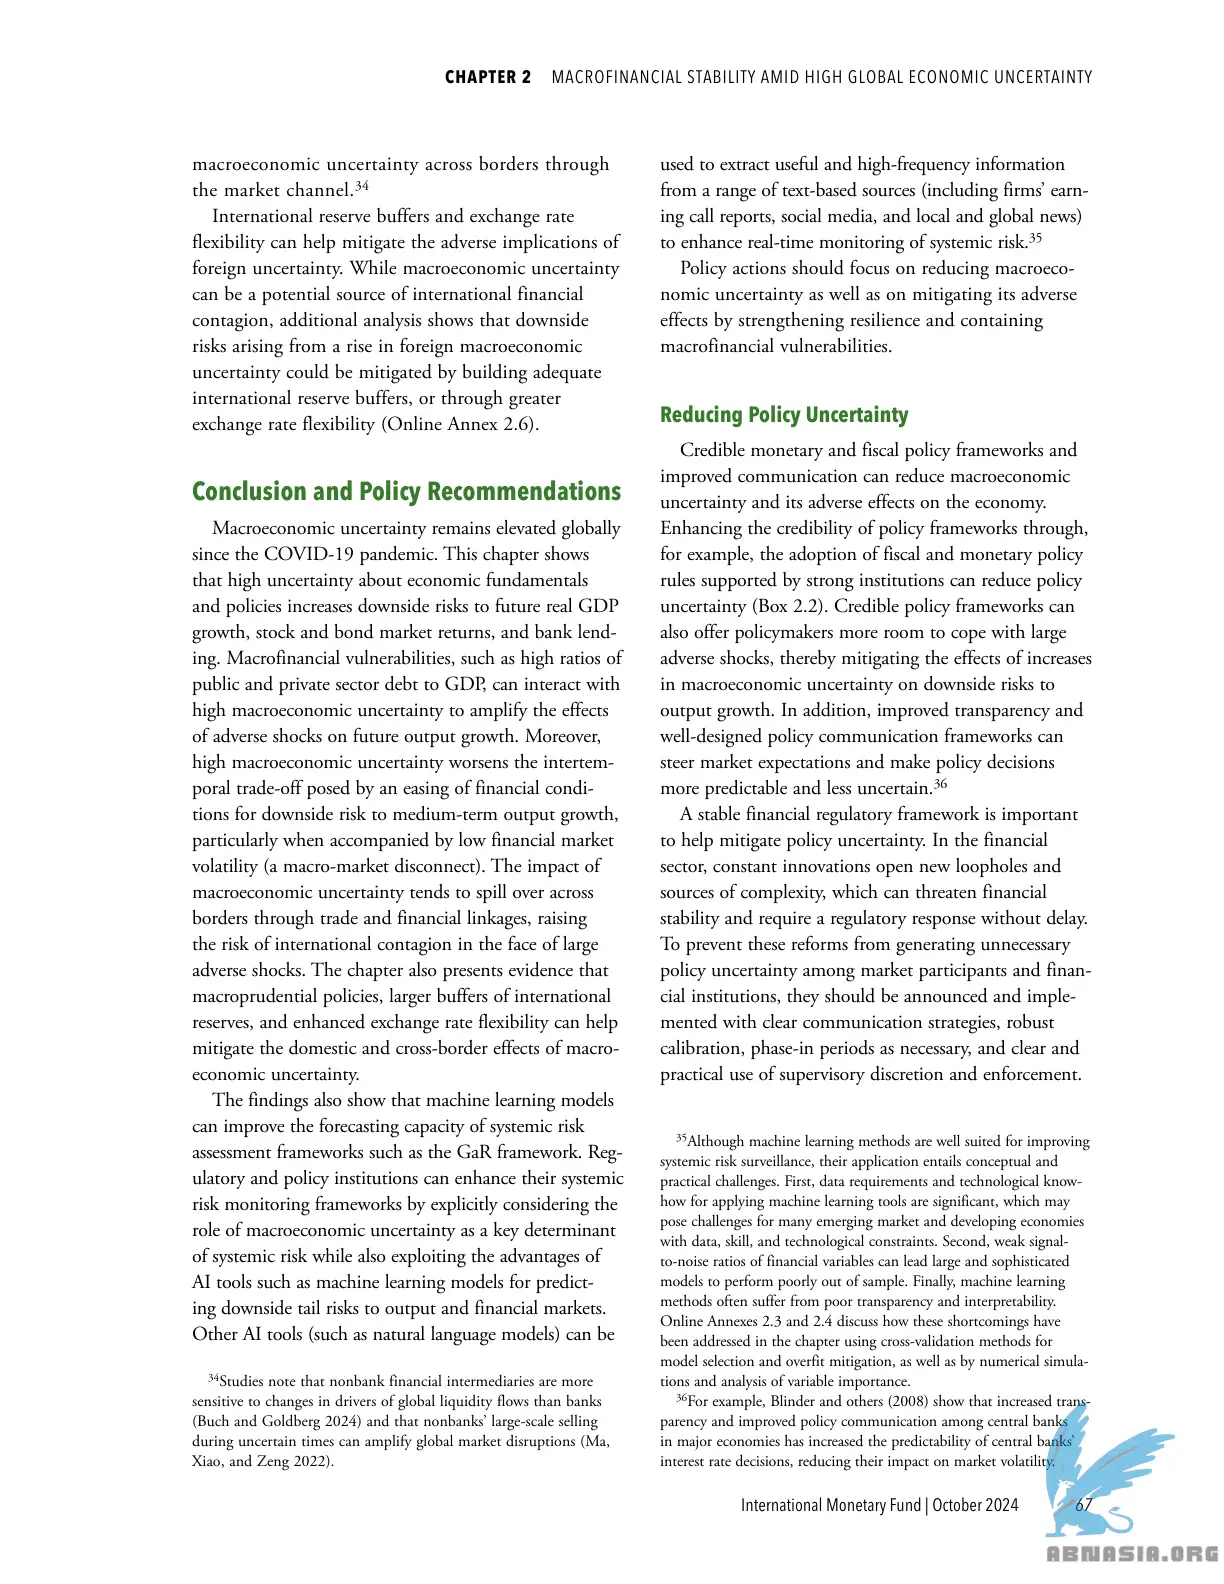 CHAPTER 2 MACROFINANCIAL STABILITY AMID HIGH GLOBAL ECONOMIC UNCERTAINTY
macroeconomic uncertainty across borders through
the market channel.34
International reserve buffers and exchange rate
flexibility can help mitigate the adverse implications of
foreign uncertainty. While macroeconomic uncertainty
can be a potential source of international financial
contagion, additional analysis shows that downside
risks arising from a rise in foreign macroeconomic
uncertainty could be mitigated by building adequate
international reserve buffers, or through greater
exchange rate flexibility (Online Annex 2.6).
Conclusion and Policy Recommendations
Macroeconomic uncertainty remains elevated globally
since the COVID-19 pandemic. This chapter shows
that high uncertainty about economic fundamentals
and policies increases downside risks to future real GDP
growth, stock and bond market returns, and bank lend-
ing. Macrofinancial vulnerabilities, such as high ratios of
public and private sector debt to GDP, can interact with
high macroeconomic uncertainty to amplify the effects
of adverse shocks on future output growth. Moreover,
high macroeconomic uncertainty worsens the intertem-
poral trade-off posed by an easing of financial condi-
tions for downside risk to medium-term output growth,
particularly when accompanied by low financial market
volatility (a macro-market disconnect). The impact of
macroeconomic uncertainty tends to spill over across
borders through trade and financial linkages, raising
the risk of international contagion in the face of large
adverse shocks. The chapter also presents evidence that
macroprudential policies, larger buffers of international
reserves, and enhanced exchange rate flexibility can help
mitigate the domestic and cross-border effects of macro-
economic uncertainty.
The findings also show that machine learning models
can improve the forecasting capacity of systemic risk
assessment frameworks such as the GaR framework. Reg-
ulatory and policy institutions can enhance their systemic
risk monitoring frameworks by explicitly considering the
role of macroeconomic uncertainty as a key determinant
of systemic risk while also exploiting the advantages of
AI tools such as machine learning models for predict-
ing downside tail risks to output and financial markets.
Other AI tools (such as natural language models) can be
34Studies note that nonbank financial intermediaries are more
sensitive to changes in drivers of global liquidity flows than banks
(Buch and Goldberg 2024) and that nonbanks' large-scale selling
during uncertain times can amplify global market disruptions (Ma,
Xiao, and Zeng 2022).
used to extract useful and high-frequency information
from a range of text-based sources (including firms' earn-
ing call reports, social media, and local and global news)
to enhance real-time monitoring of systemic risk.35
Policy actions should focus on reducing macroeco-
nomic uncertainty as well as on mitigating its adverse
effects by strengthening resilience and containing
macrofinancial vulnerabilities.
Reducing Policy Uncertainty
Credible monetary and fiscal policy frameworks and
improved communication can reduce macroeconomic
uncertainty and its adverse effects on the economy.
Enhancing the credibility of policy frameworks through,
for example, the adoption of fiscal and monetary policy
rules supported by strong institutions can reduce policy
uncertainty (Box 2.2). Credible policy frameworks can
also offer policymakers more room to cope with large
adverse shocks, thereby mitigating the effects of increases
in macroeconomic uncertainty on downside risks to
output growth. In addition, improved transparency and
well-designed policy communication frameworks can
steer market expectations and make policy decisions
more predictable and less uncertain.36
A stable financial regulatory framework is important
to help mitigate policy uncertainty. In the financial
sector, constant innovations open new loopholes and
sources of complexity, which can threaten financial
stability and require a regulatory response without delay.
To prevent these reforms from generating unnecessary
policy uncertainty among market participants and finan-
cial institutions, they should be announced and imple-
mented with clear communication strategies, robust
calibration, phase-in periods as necessary, and clear and
practical use of supervisory discretion and enforcement.
35Although machine learning methods are well suited for improving
systemic risk surveillance, their application entails conceptual and
practical challenges. First, data requirements and technological know-
how for applying machine learning tools are significant, which may
pose challenges for many emerging market and developing economies
with data, skill, and technological constraints. Second, weak signal-
to-noise ratios of financial variables can lead large and sophisticated
models to perform poorly out of sample. Finally, machine learning
methods often suffer from poor transparency and interpretability.
Online Annexes 2.3 and 2.4 discuss how these shortcomings have
been addressed in the chapter using cross-validation methods for
model selection and overfit mitigation, as well as by numerical simula-
tions and analysis of variable importance.
36For example, Blinder and others (2008) show that increased trans-
parency and improved policy communication among central banks
in major economies has increased the predictability of central banks'
interest rate decisions, reducing their impact on market volatility.
International Monetary Fund | October 2024 67
ABNASIA.ORG